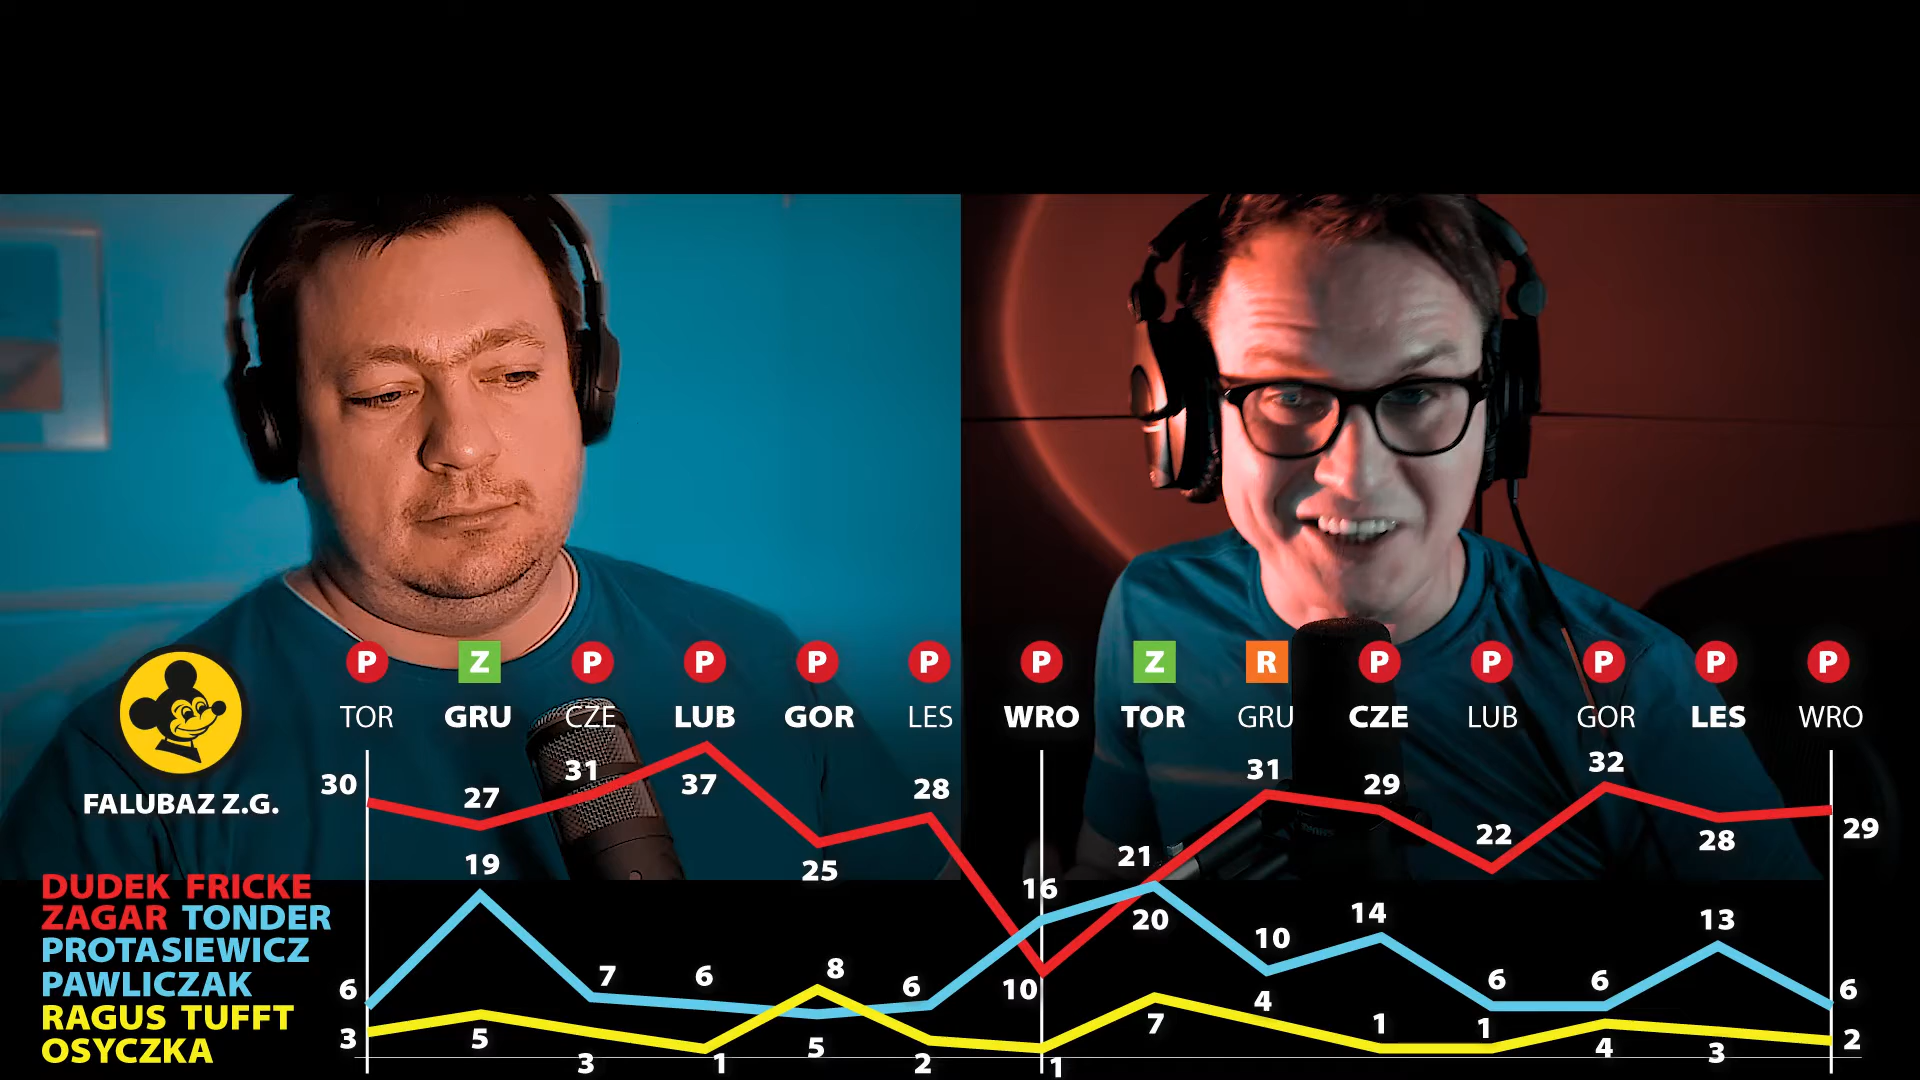 P Z P P P P P Z R P P P P P
TOR GRU CZE LUB GOR LES WRO TOR GRU CZE LUB GOR LES WRO
FALUBAZ Z.G.
30 27 31 37 25 28 10 21 31 29 22 32 28 29
DUDEK FRICKE
ZAGAR TONDER
PROTASIEWICZ
PAWLICZAK
RAGUS TUFFT
OSYCZKA
6 19 7 6 5 6 16 20 10 14 6 6 13 6
3 5 3 1 8 2 1 7 4 1 1 4 3 2